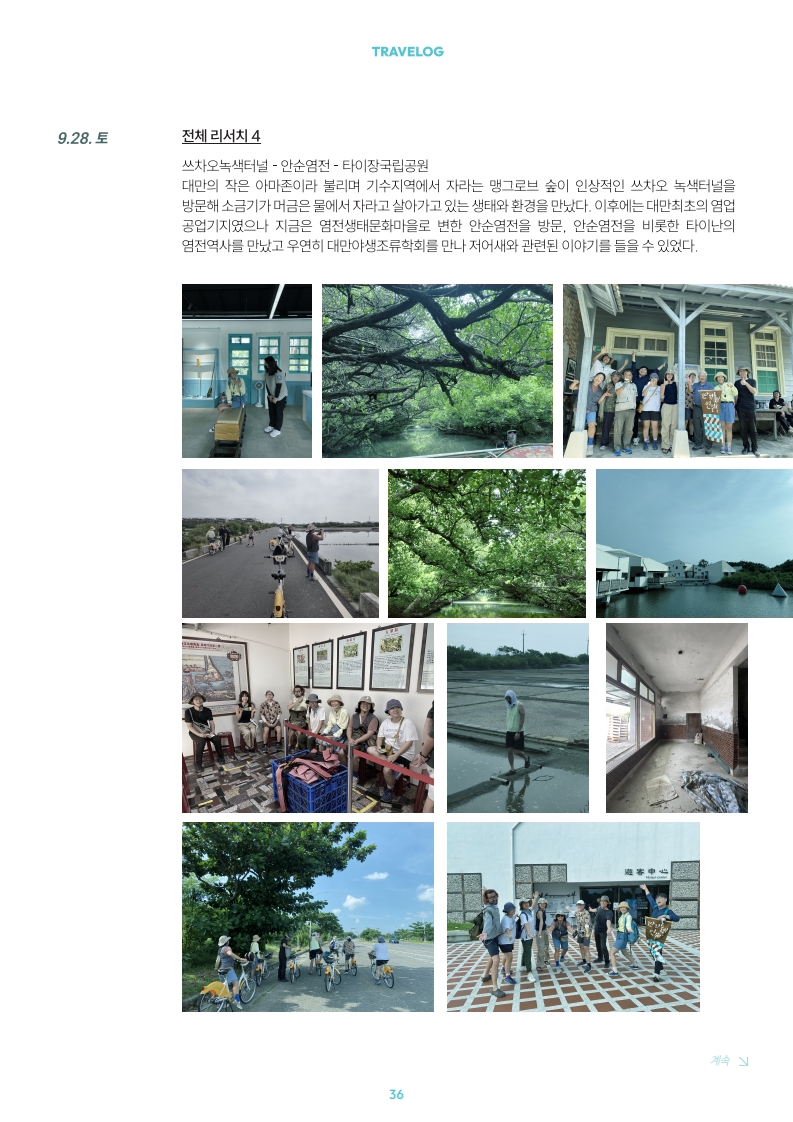 TRAVELOG
9.28. 토
전체 리서치 4
쓰차오녹색터널 - 안순염전 - 타이장국립공원
대만의 작은 아마존이라 불리며 기수지역에서 자라는 맹그로브 숲이 인상적인 쓰차오 녹색터널을
방문해 소금기가 머금은 물에서 자라고 살아가고 있는 생태와 환경을 만났다. 이후에는 대만최초의 염업
공업기지였으나 지금은 염전생태문화마을로 변한 안순염전을 방문, 안순염전을 비롯한 타이난의
염전역사를 만났고 우연히 대만야생조류학회를 만나 저어새와 관련된 이야기를 들을 수 있었다.
遊客中心
계속
36